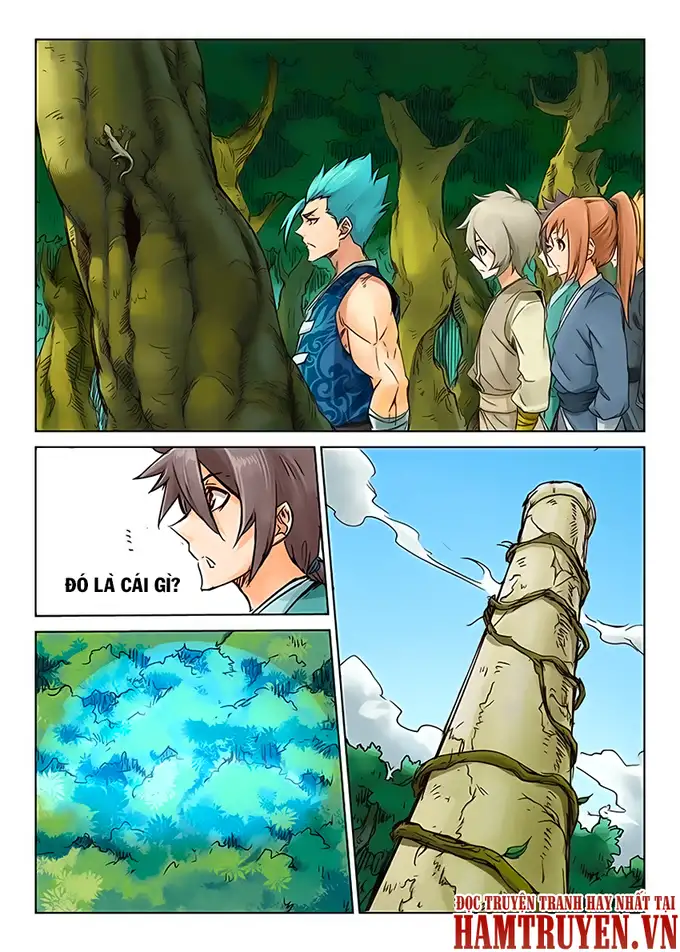 ĐÓ LÀ CÁI GÌ?
ĐỌC TRUYỆN TRANH HAY NHẤT TẠI
HAMTRUYEN.VN